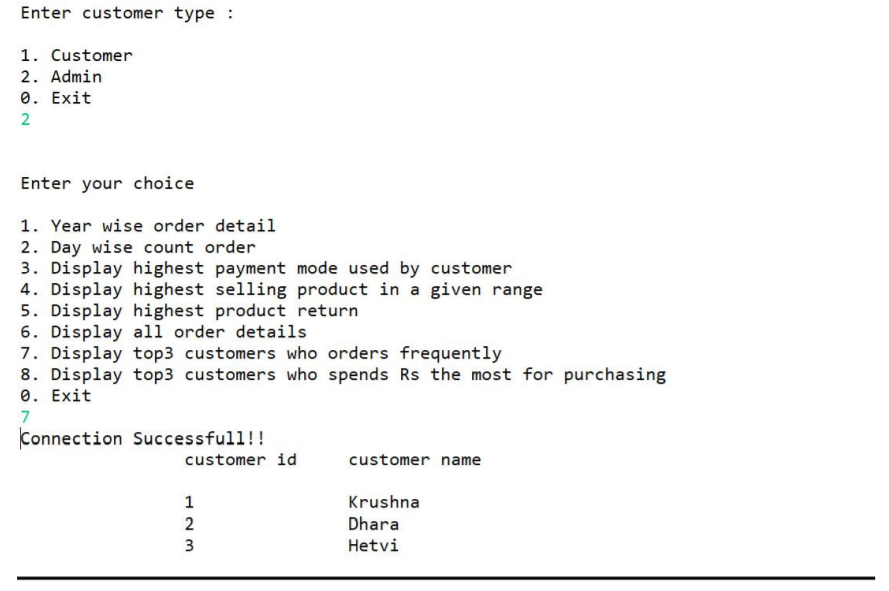 Enter customer type :
1. Customer
2. Admin
0. Exit
2
Enter your choice
1. Year wise order detail
2. Day wise count order
3. Display highest payment mode used by customer
4. Display highest selling product in a given range
5. Display highest product return
6. Display all order details
7. Display top3 customers who orders frequently
8. Display top3 customers who spends Rs the most for purchasing
0. Exit
7
Connection Successfull!!
customer id customer name
1 Krushna
2 Dhara
3 Hetvi